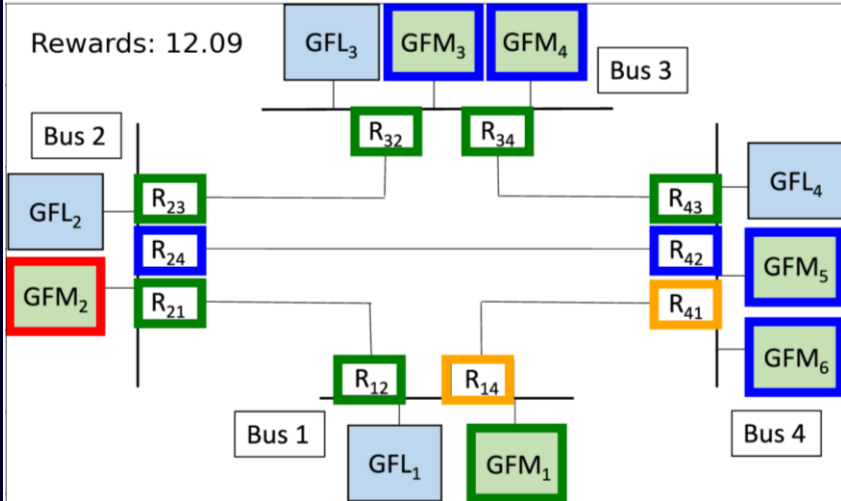 Rewards: 12.09
GFL₃
GFM₃
GFM₄
Bus 3
Bus 2
R₃₂
R₃₄
GFL₂
R₂₃
R₄₃
GFL₄
R₂₄
R₄₂
GFM₂
GFM₅
R₂₁
R₄₁
GFM₆
R₁₂
R₁₄
Bus 1
Bus 4
GFL₁
GFM₁